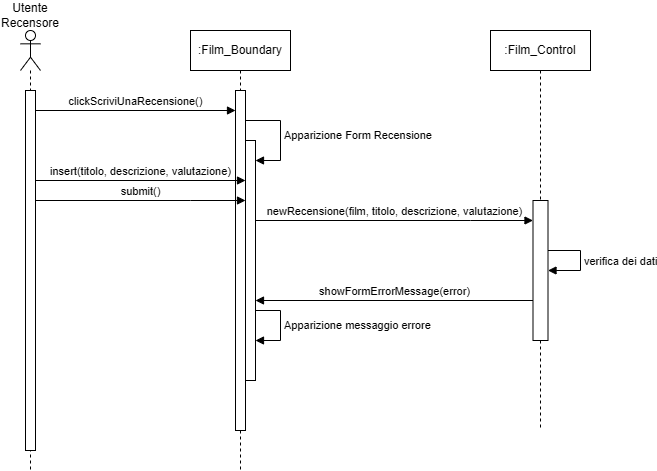 Utente
Recensore
:Film_Boundary
:Film_Control
clickScriviUnaRecensione()
Apparizione Form Recensione
insert(titolo, descrizione, valutazione)
submit()
newRecensione(film, titolo, descrizione, valutazione)
verifica dei dati
showFormErrorMessage(error)
Apparizione messaggio errore